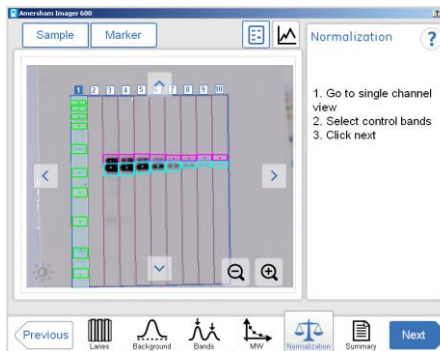 Amersham Imager 600
Sample
Marker
Normalization
?
1 2 3 4 5 6 7 8 9 10
1. Go to single channel
view
2. Select control bands
3. Click next
Previous
Lanes
Background
Bands
MW
Normalization
Summary
Next